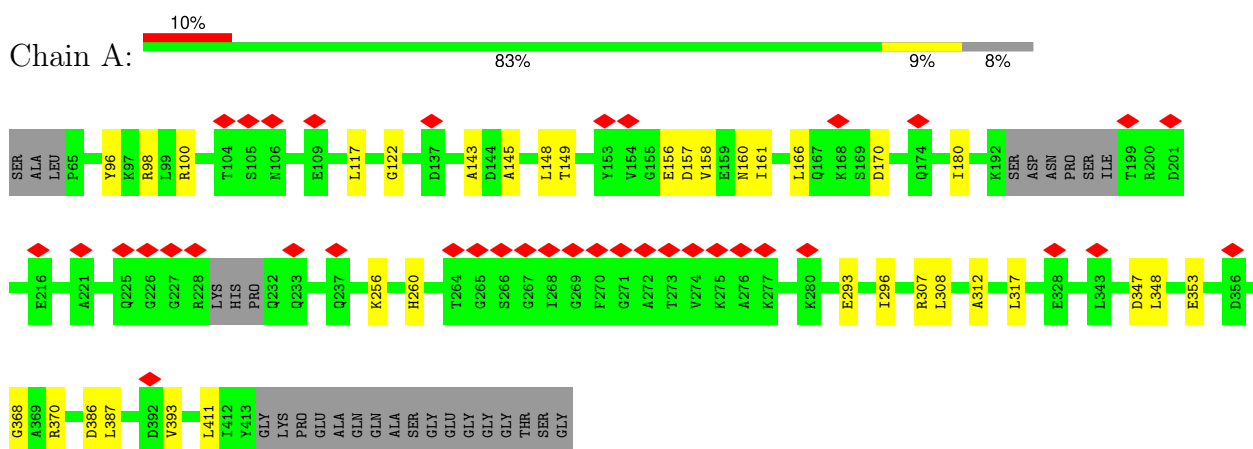 10%
Chain A:
83% 9% 8%
SER ALA LEU P65 Y96 K97 R98 L99 R100 T104 S105 N106 E109 L117 G122 D137 A143 D144 A145 L148 T149 Y153 V154 G155 E156 D157 V158 E159 N160 I161 L166 Q167 K168 S169 D170 Q174 I180 K192 SER ASP ASN PRO SER ILE T199 R200 D201
E216 A221 Q225 G226 G227 R228 LYS HIS PRO Q232 Q233 Q237 K256 H260 T264 G265 S266 G267 I268 G269 F270 G271 A272 T273 V274 K275 A276 K277 K280 E293 I296 R307 L308 A312 L317 E328 L343 D347 L348 E353 D356
G368 A369 R370 D386 L387 D392 V393 L411 I412 Y413 GLY LYS PRO GLU ALA GLN GLN ALA SER GLY GLU GLY GLY GLY THR SER GLY